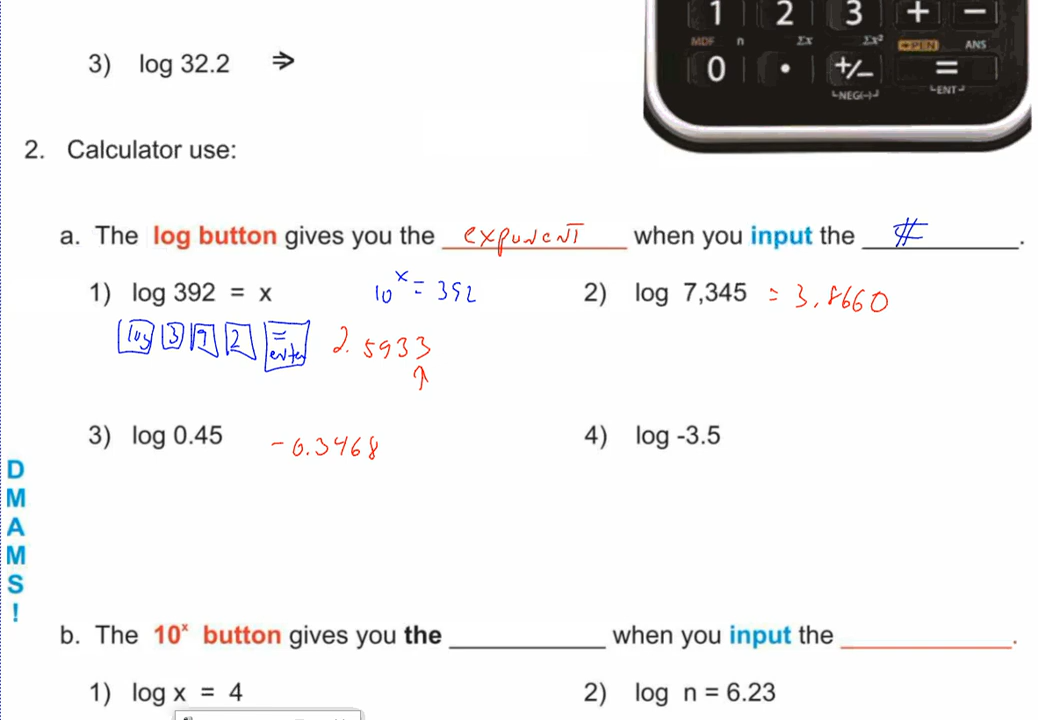 1 2 3 + −
MDF n Σx Σx² →PEN ANS
0 • +/− =
└NEG(−)┘ └ENT┘
3) log 32.2 ⇒
2. Calculator use:
a. The log button gives you the exponent when you input the #.
1) log 392 = x 10^x = 392 2) log 7,345 = 3.8660
log 3 9 2 = enter 2.5933
↑
3) log 0.45 -0.3468 4) log -3.5
D
M
A
M
S
!
b. The 10ˣ button gives you the __________ when you input the __________.
1) log x = 4 2) log n = 6.23